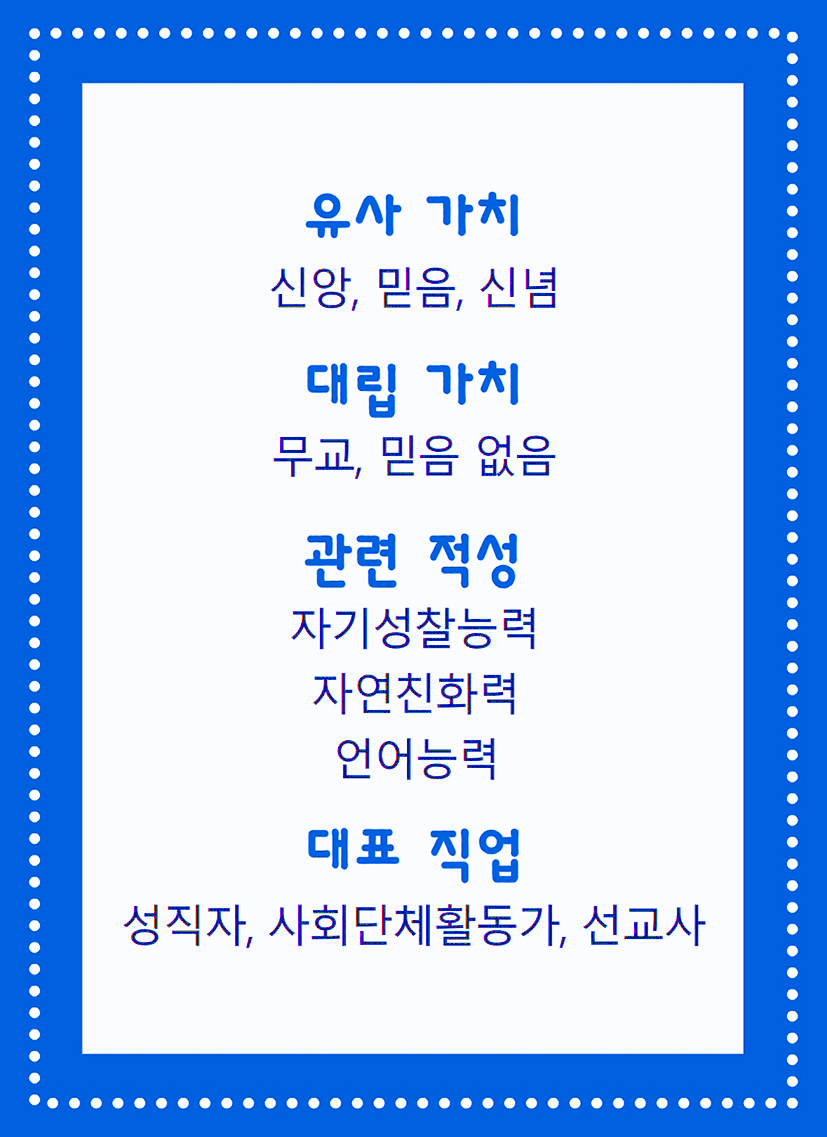 유사 가치
신앙, 믿음, 신념
대립 가치
무교, 믿음 없음
관련 적성
자기성찰능력
자연친화력
언어능력
대표 직업
성직자, 사회단체활동가, 선교사